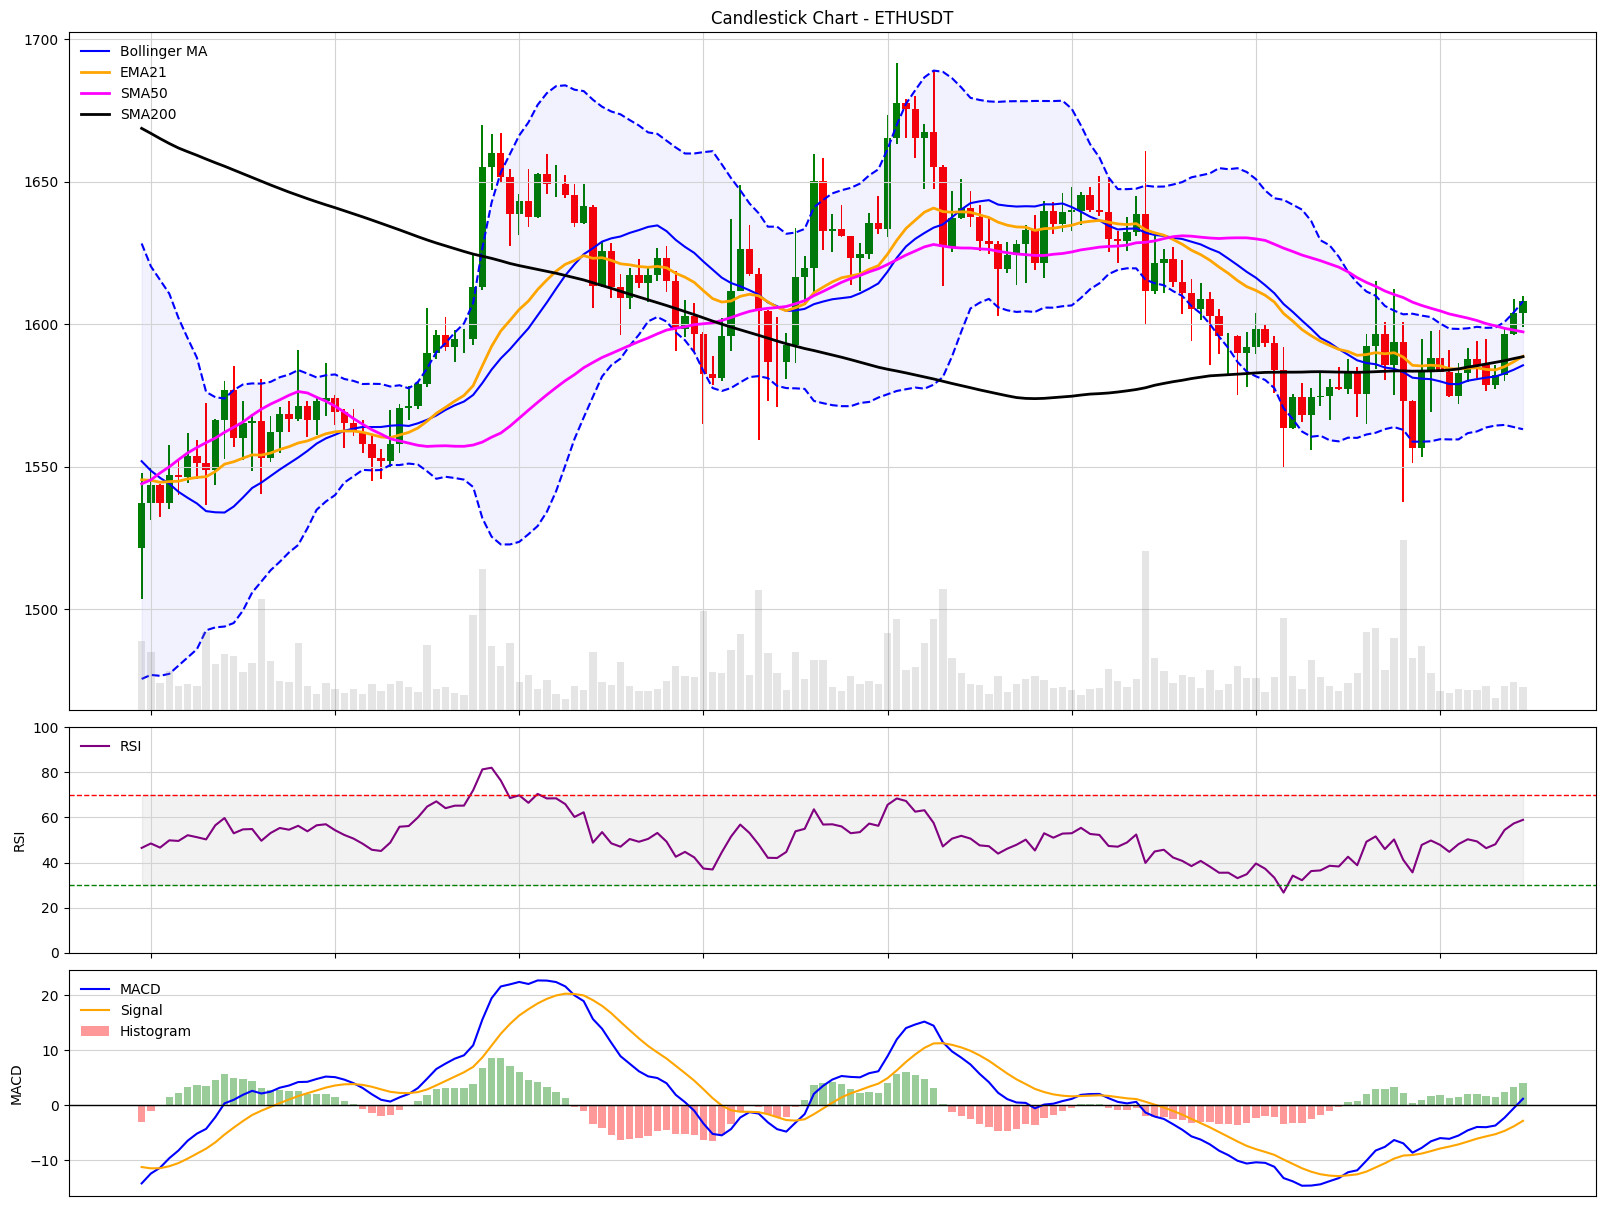 Candlestick Chart - ETHUSDT
1700
1650
1600
1550
1500
Bollinger MA
EMA21
SMA50
SMA200
100
80
60
40
20
0
RSI
RSI
20
10
0
−10
MACD
MACD
Signal
Histogram